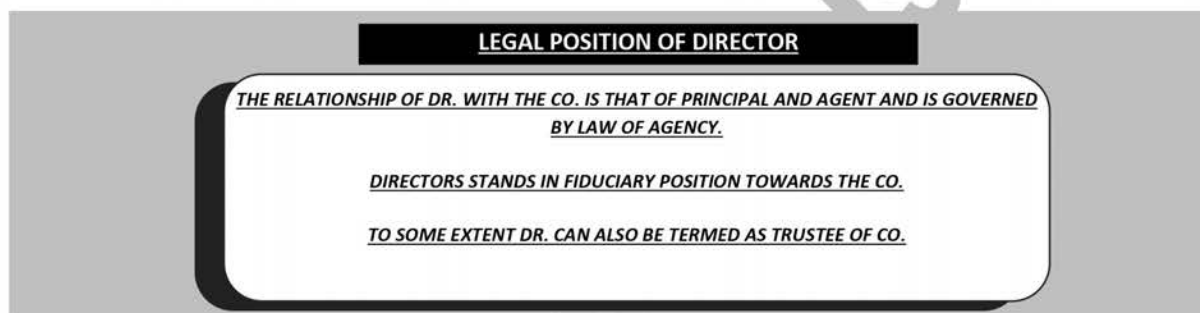 LEGAL POSITION OF DIRECTOR
THE RELATIONSHIP OF DR. WITH THE CO. IS THAT OF PRINCIPAL AND AGENT AND IS GOVERNED
BY LAW OF AGENCY.
DIRECTORS STANDS IN FIDUCIARY POSITION TOWARDS THE CO.
TO SOME EXTENT DR. CAN ALSO BE TERMED AS TRUSTEE OF CO.